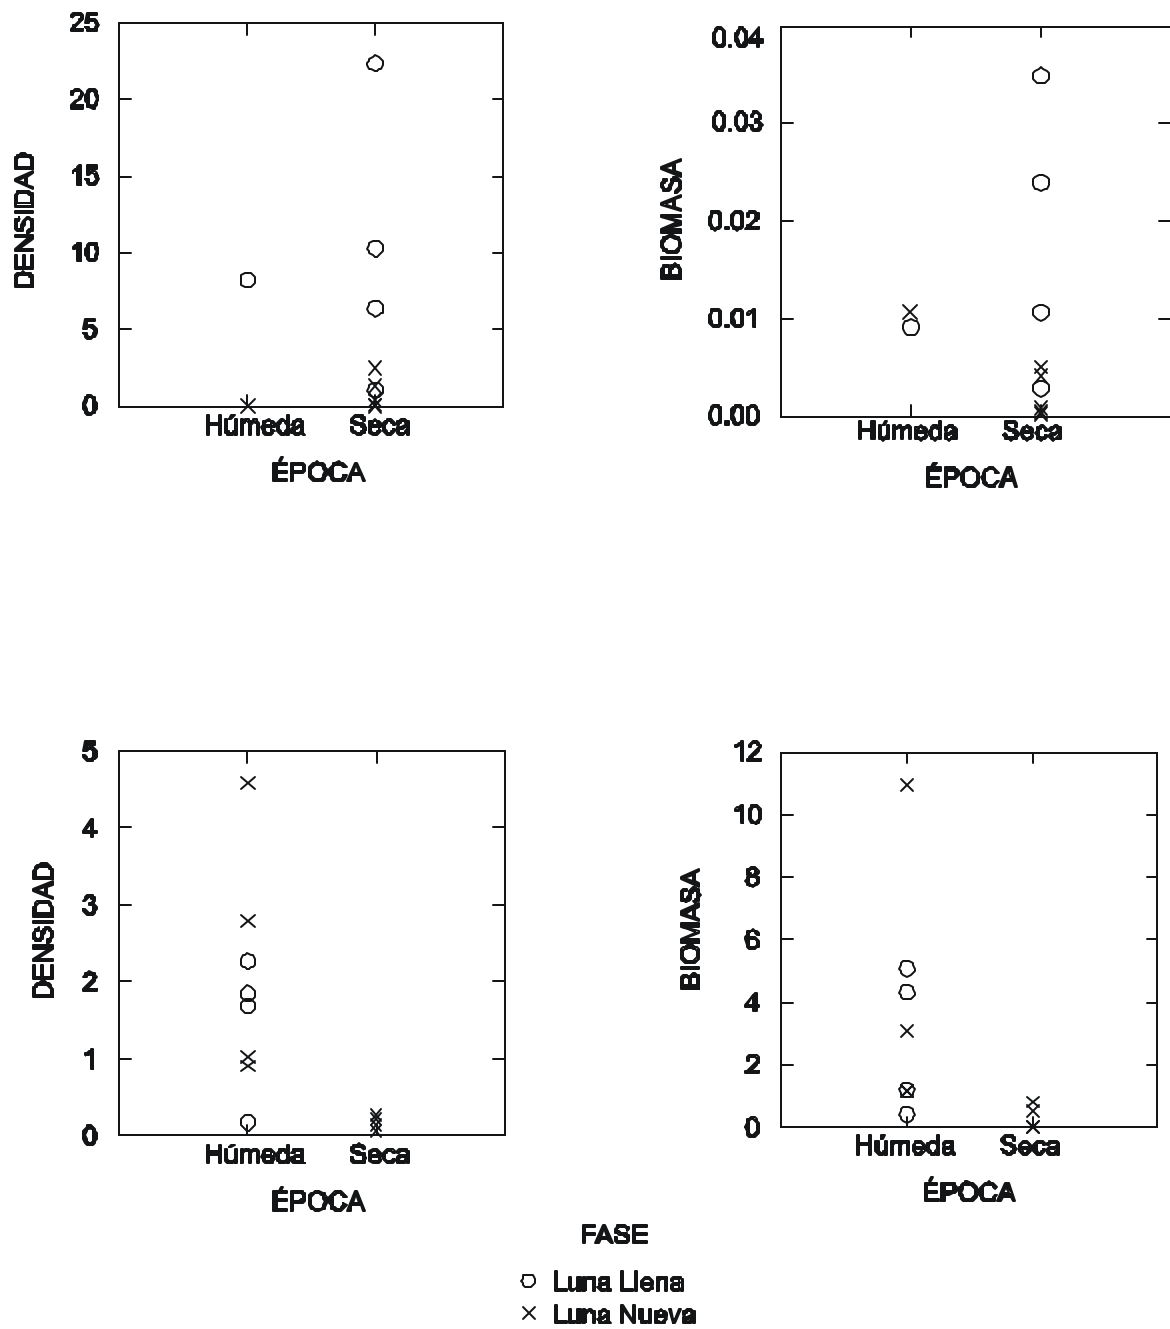 25
20
15
10
5
0
DENSIDAD
Húmeda Seca
ÉPOCA
0.04
0.03
0.02
0.01
0.00
BIOMASA
Húmeda Seca
ÉPOCA
5
4
3
2
1
0
DENSIDAD
Húmeda Seca
ÉPOCA
12
10
8
6
4
2
0
BIOMASA
Húmeda Seca
ÉPOCA
FASE
Luna Llena
Luna Nueva